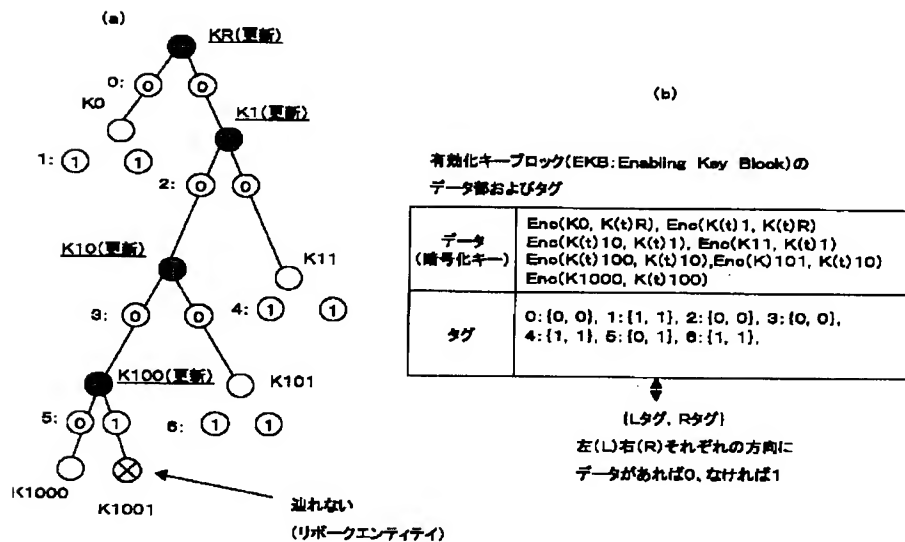 (a)
KR(更新)
0: 0 0
K0
K1(更新)
1: 1 1
2: 0 0
K10(更新)
K11
3: 0 0
4: 1 1
K100(更新)
K101
5: 0 1
6: 1 1
K1000
K1001
辿れない
(リボークエンティティ)
(b)
有効化キーブロック(EKB:Enabling Key Block)の
データ部およびタグ
データ
(暗号化キー)
Enc(K0, K(t)R), Enc(K(t)1, K(t)R)
Enc(K(t)10, K(t)1), Enc(K11, K(t)1)
Enc(K(t)100, K(t)10),Enc(K)101, K(t)10)
Enc(K1000, K(t)100)
タグ
0:{0, 0}, 1:{1, 1}, 2:{0, 0}, 3:{0, 0},
4:{1, 1}, 5:{0, 1}, 6:{1, 1},
{Lタグ, Rタグ}
左(L)右(R)それぞれの方向に
データがあれば0、なければ1